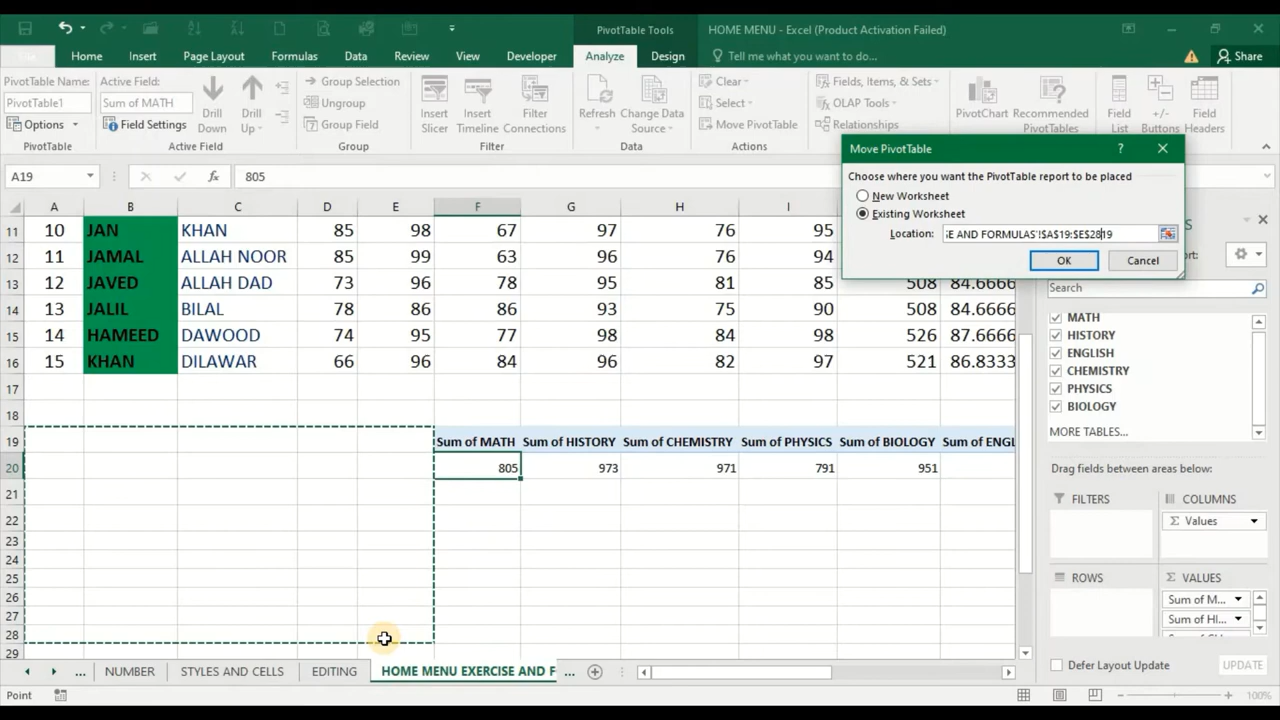 PivotTable Tools
HOME MENU - Excel (Product Activation Failed)
Home Insert Page Layout Formulas Data Review View Developer Analyze Design Tell me what you want to do... Share
PivotTable Name:
PivotTable1
Options
PivotTable
Active Field:
Sum of MATH
Field Settings
Drill Down
Drill Up
Active Field
Group Selection
Ungroup
Group Field
Group
Insert Slicer
Insert Timeline
Filter Connections
Filter
Refresh
Change Data Source
Data
Clear
Select
Move PivotTable
Actions
Fields, Items, & Sets
OLAP Tools
Relationships
PivotChart
Recommended PivotTables
Field List
+/- Buttons
Field Headers
Move PivotTable ?
Choose where you want the PivotTable report to be placed
New Worksheet
Existing Worksheet
Location: E AND FORMULAS'!$A$19:$E$2819
OK Cancel
A19 fx 805
A B C D E F G H I
11 10 JAN KHAN 85 98 67 97 76 95
12 11 JAMAL ALLAH NOOR 85 99 63 96 76 94
13 12 JAVED ALLAH DAD 73 96 78 95 81 85 508 84.6666
14 13 JALIL BILAL 78 86 86 93 75 90 508 84.6666
15 14 HAMEED DAWOOD 74 95 77 98 84 98 526 87.6666
16 15 KHAN DILAWAR 66 96 84 96 82 97 521 86.8333
17
18
19 Sum of MATH Sum of HISTORY Sum of CHEMISTRY Sum of PHYSICS Sum of BIOLOGY Sum of ENGL
20 805 973 971 791 951
21
22
23
24
25
26
27
28
29
Search
MATH
HISTORY
ENGLISH
CHEMISTRY
PHYSICS
BIOLOGY
MORE TABLES...
Drag fields between areas below:
FILTERS
COLUMNS
Σ Values
ROWS
Σ VALUES
Sum of M...
Sum of HI...
Defer Layout Update UPDATE
... NUMBER STYLES AND CELLS EDITING HOME MENU EXERCISE AND F ...
Point 100%